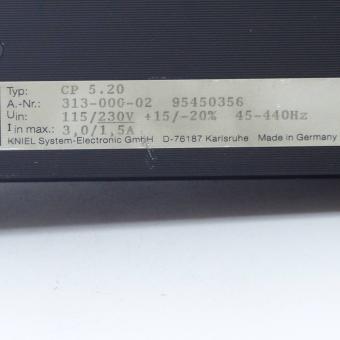 Typ: CP 5.20
A.-Nr.: 313-000-02 95450356
Uin: 115/230V +15/-20% 45-440Hz
I in max.: 3,0/1,5A
KNIEL System-Electronic GmbH D-76187 Karlsruhe Made in Germany